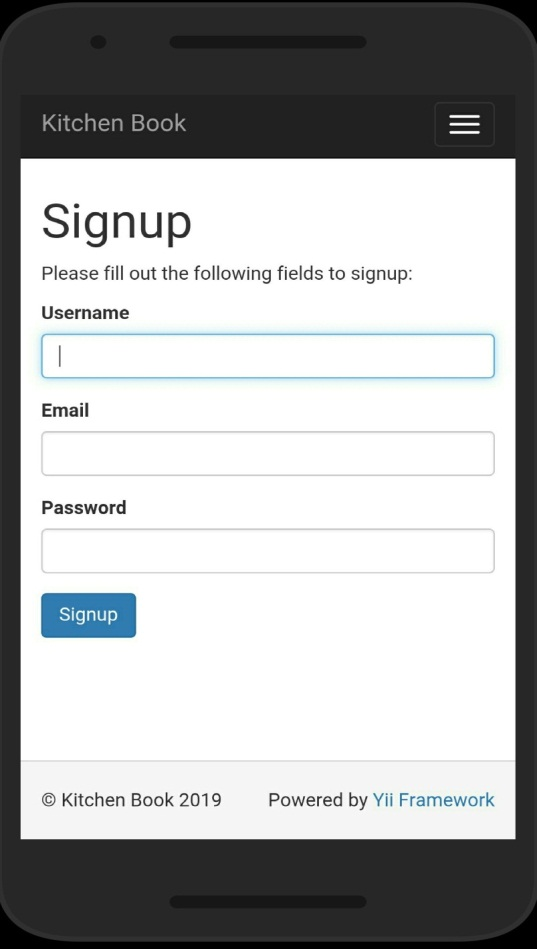 Kitchen Book
Signup
Please fill out the following fields to signup:
Username
Email
Password
Signup
© Kitchen Book 2019 Powered by Yii Framework